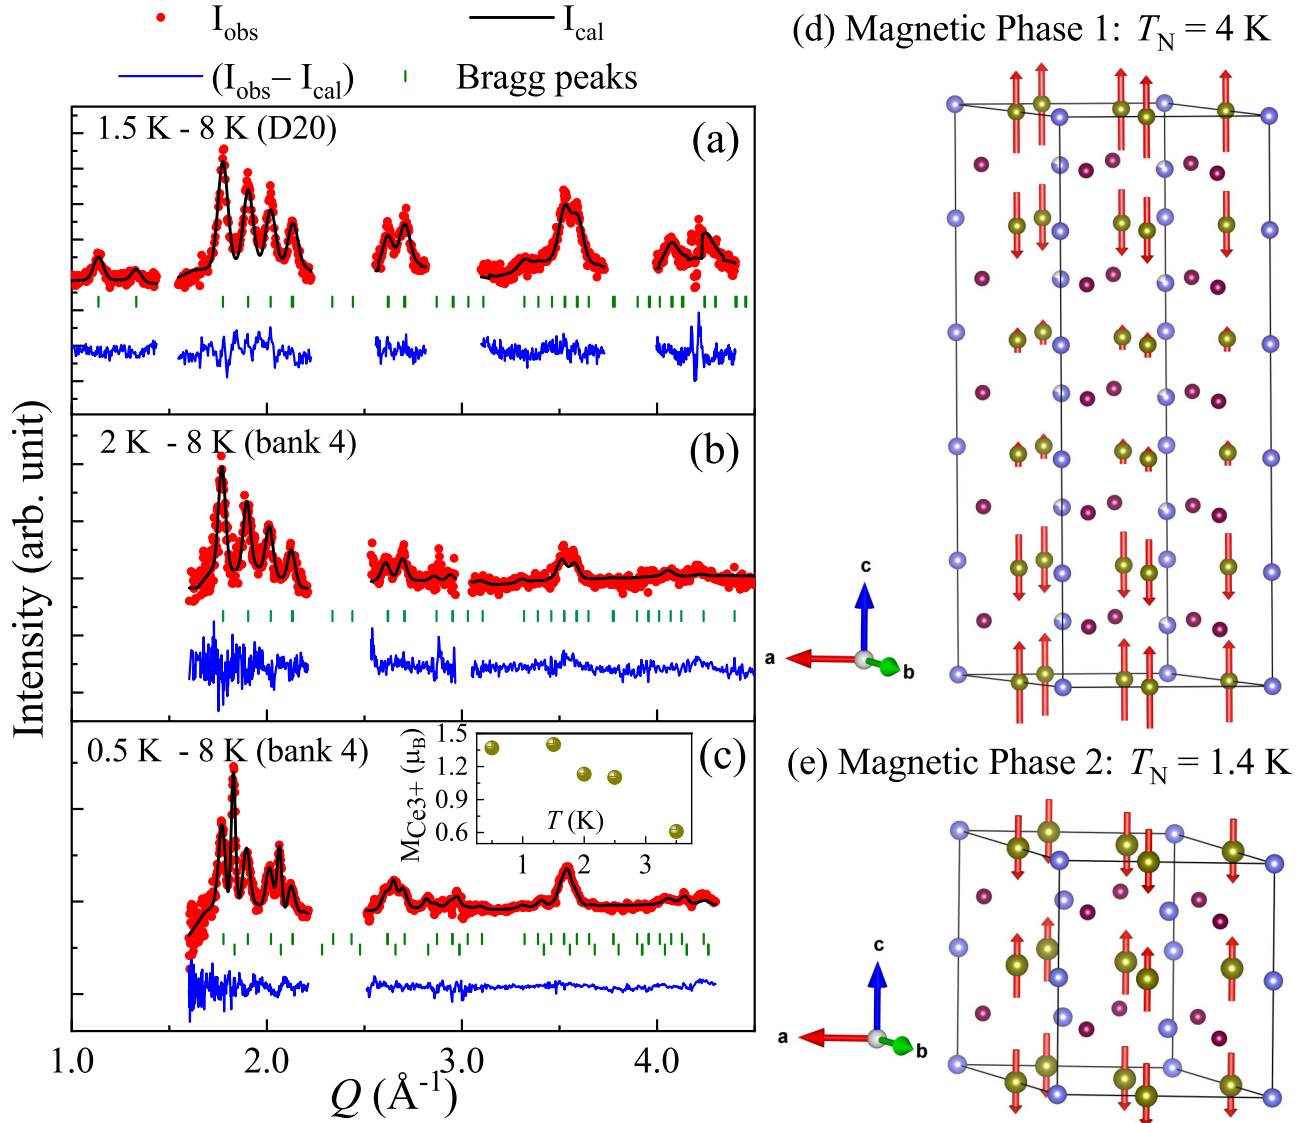 I_obs
I_cal
(I_obs – I_cal)
Bragg peaks
1.5 K - 8 K (D20)
(a)
2 K - 8 K (bank 4)
(b)
0.5 K - 8 K (bank 4)
(c)
M_Ce3+ (μ_B)
1.5
1.2
0.9
0.6
T (K)
1 2 3
Intensity (arb. unit)
1.0 2.0 3.0 4.0
Q (Å⁻¹)
(d) Magnetic Phase 1: T_N = 4 K
c
a
b
(e) Magnetic Phase 2: T_N = 1.4 K
c
a
b